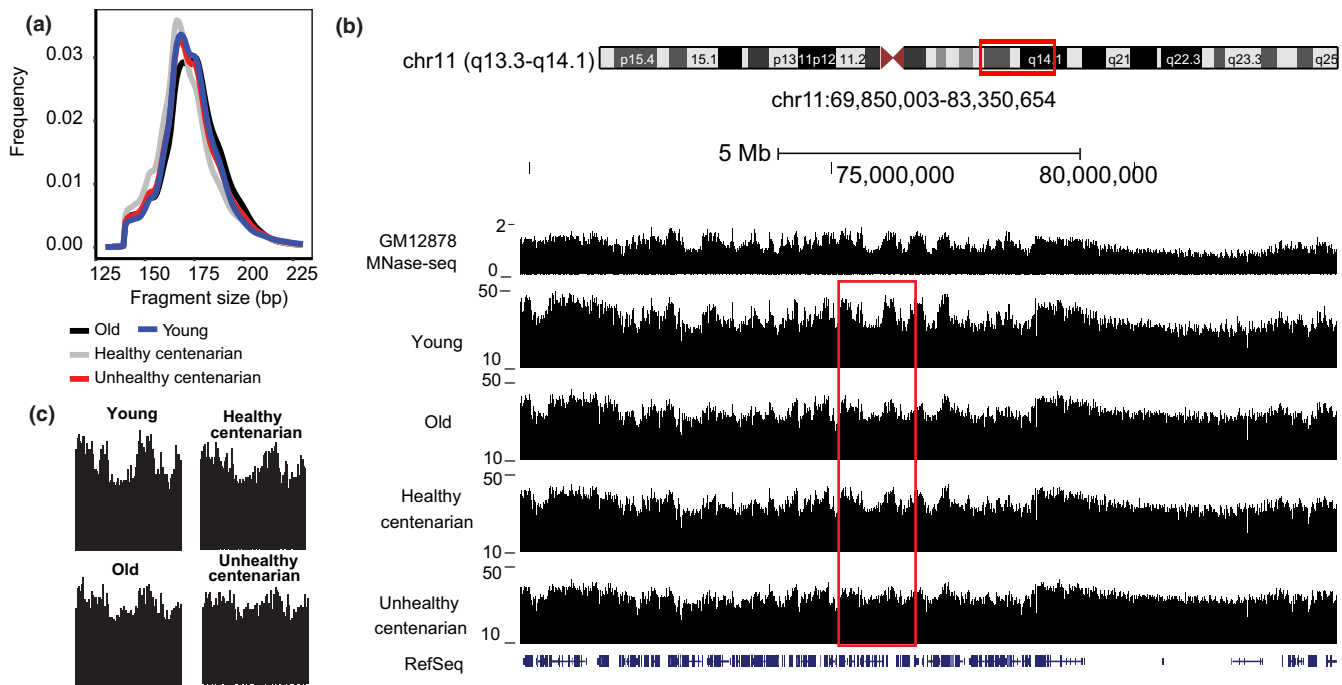 (a)
0.03
0.02
0.01
0.00
Frequency
125 150 175 200 225
Fragment size (bp)
Old Young
Healthy centenarian
Unhealthy centenarian
(b)
chr11 (q13.3-q14.1)
p15.4 15.1 p13 11p12 11.2 q14.1 q21 q22.3 q23.3 q25
chr11:69,850,003-83,350,654
5 Mb
75,000,000 80,000,000
GM12878
MNase-seq
2
0
Young
50
10
Old
50
10
Healthy
centenarian
50
10
Unhealthy
centenarian
50
10
RefSeq
(c)
Young
Healthy
centenarian
Old
Unhealthy
centenarian